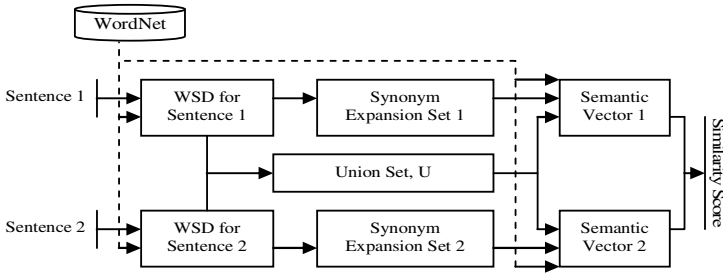 WordNet
Sentence 1
WSD for
Sentence 1
Synonym
Expansion Set 1
Semantic
Vector 1
Union Set, U
Similarity Score
Sentence 2
WSD for
Sentence 2
Synonym
Expansion Set 2
Semantic
Vector 2